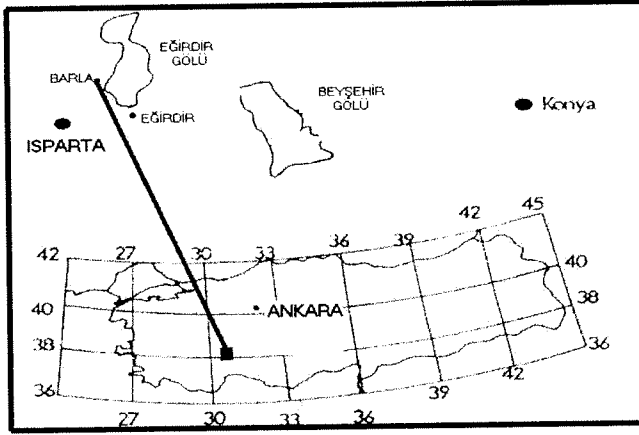 EĞİRDİR
GÖLÜ
BARLA
EĞİRDİR
ISPARTA
BEYŞEHİR
GÖLÜ
Konya
42 27 30 33 36 39 42 45
40 ANKARA 40
38 38
36 36
27 30 33 36 39 42